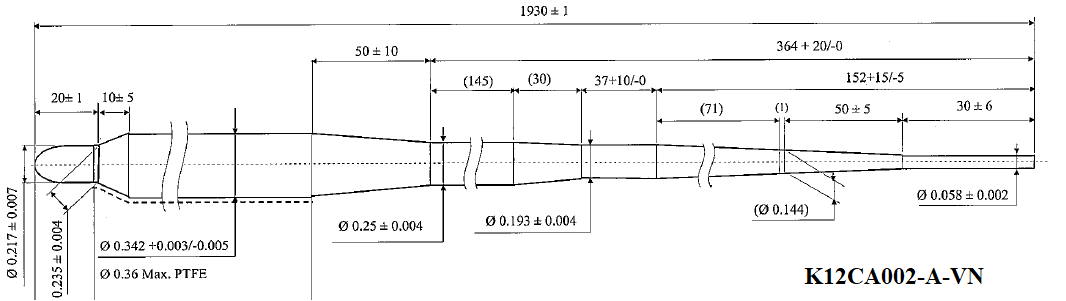 1930 ± 1
364 + 20/-0
50 ± 10
(145)
(30)
37+10/-0
152+15/-5
20± 1
10± 5
(71)
(1)
50 ± 5
30 ± 6
Ø 0.217 ± 0.007
0.235 ± 0.004
Ø 0.342 +0.003/-0.005
Ø 0.36 Max. PTFE
Ø 0.25 ± 0.004
Ø 0.193 ± 0.004
(Ø 0.144)
Ø 0.058 ± 0.002
K12CA002-A-VN